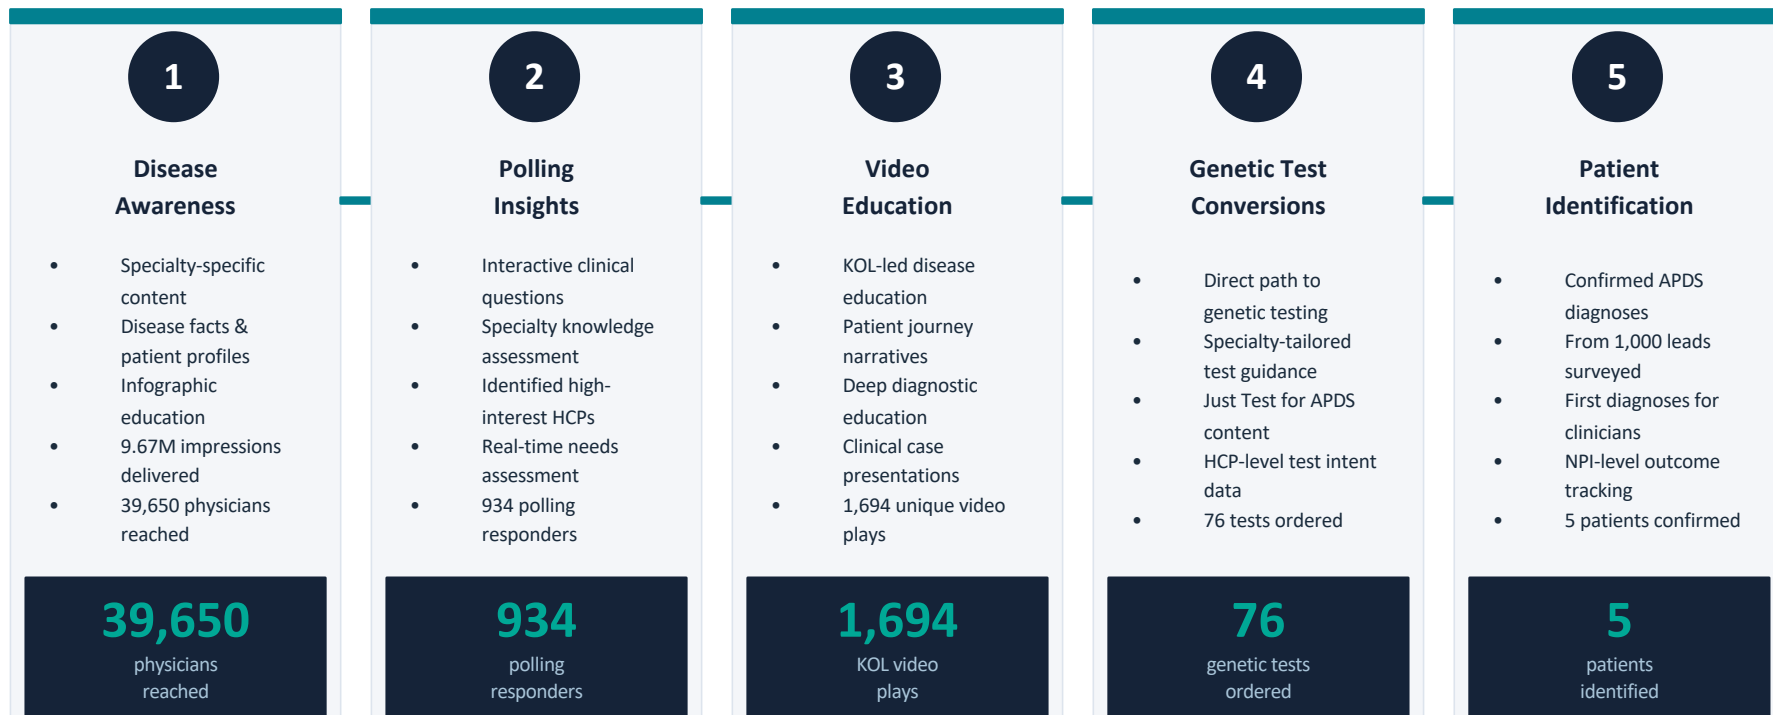 1
Disease
Awareness
• Specialty-specific
content
• Disease facts &
patient profiles
• Infographic
education
• 9.67M impressions
delivered
• 39,650 physicians
reached
39,650
physicians
reached
2
Polling
Insights
• Interactive clinical
questions
• Specialty knowledge
assessment
• Identified high-
interest HCPs
• Real-time needs
assessment
• 934 polling
responders
934
polling
responders
3
Video
Education
• KOL-led disease
education
• Patient journey
narratives
• Deep diagnostic
education
• Clinical case
presentations
• 1,694 unique video
plays
1,694
KOL video
plays
4
Genetic Test
Conversions
• Direct path to
genetic testing
• Specialty-tailored
test guidance
• Just Test for APDS
content
• HCP-level test intent
data
• 76 tests ordered
76
genetic tests
ordered
5
Patient
Identification
• Confirmed APDS
diagnoses
• From 1,000 leads
surveyed
• First diagnoses for
clinicians
• NPI-level outcome
tracking
• 5 patients confirmed
5
patients
identified